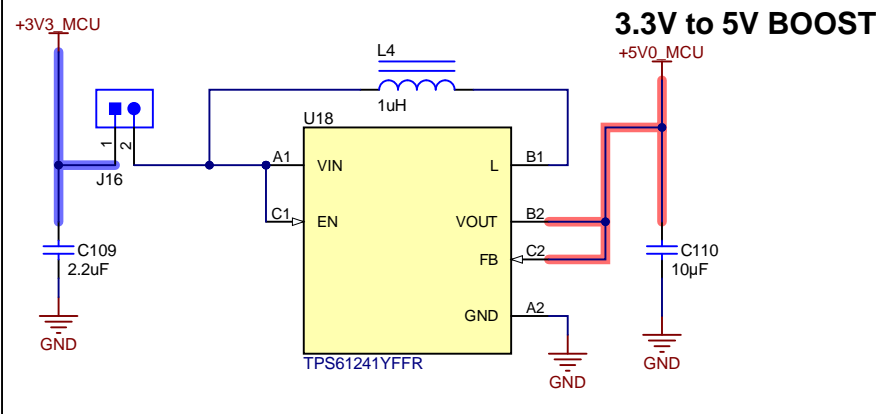 3.3V to 5V BOOST
+3V3_MCU
+5V0_MCU
L4
1uH
U18
1
2
J16
A1
VIN
L
B1
C1
EN
VOUT
B2
FB
C2
GND
A2
C109
2.2uF
GND
C110
10µF
GND
TPS61241YFFR
GND